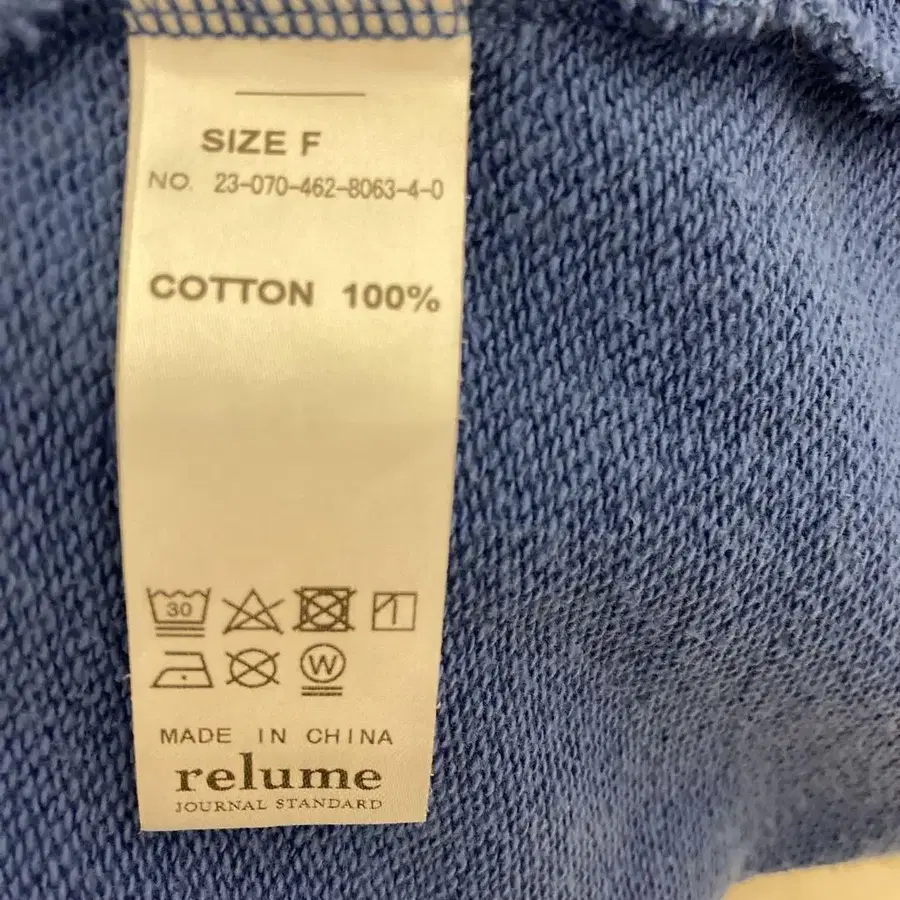 SIZE F
NO. 23-070-462-8063-4-0
COTTON 100%
30
W
MADE IN CHINA
relume
JOURNAL STANDARD